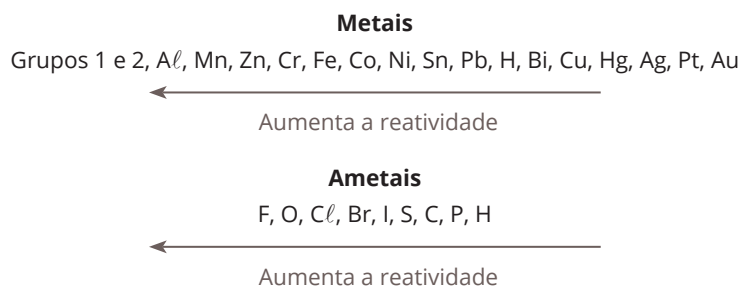 Metais
Grupos 1 e 2, Aℓ, Mn, Zn, Cr, Fe, Co, Ni, Sn, Pb, H, Bi, Cu, Hg, Ag, Pt, Au
Aumenta a reatividade
Ametais
F, O, Cℓ, Br, I, S, C, P, H
Aumenta a reatividade